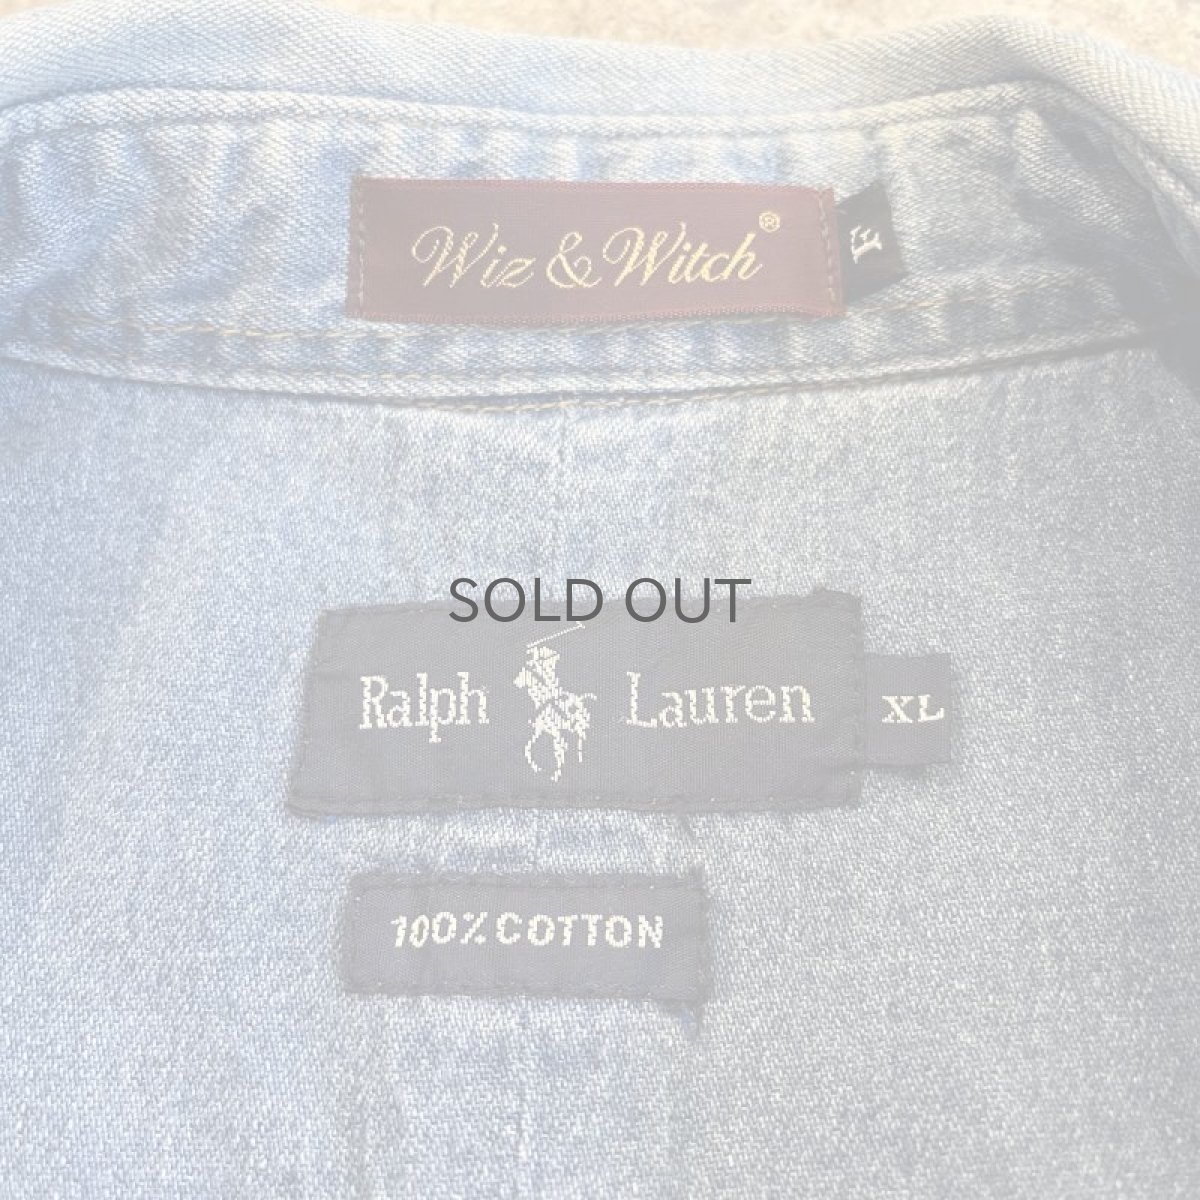 Wiz & Witch®
F
SOLD OUT
Ralph Lauren
XL
100% COTTON